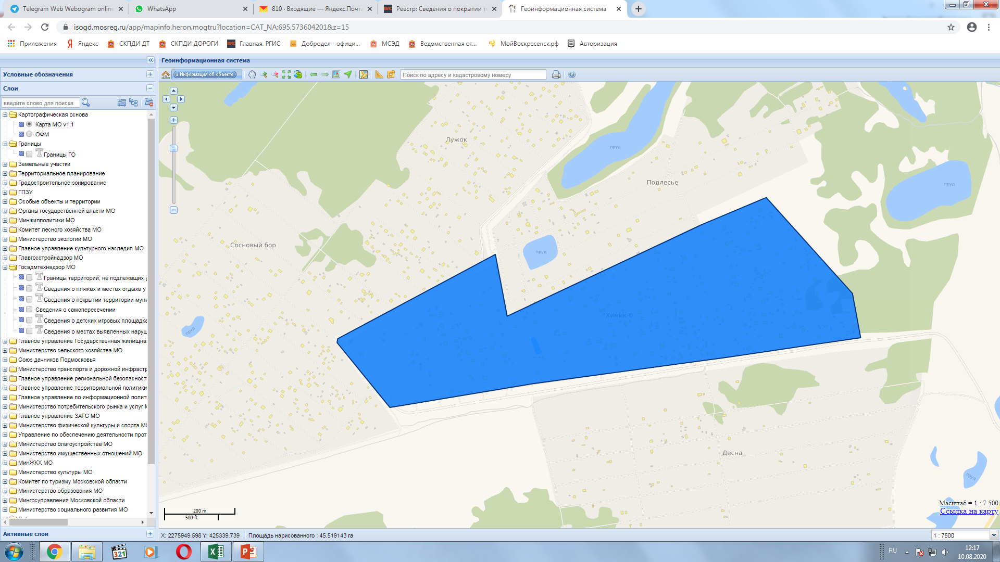 Telegram Web Webogram online
WhatsApp
810 · Входящие — Яндекс.Почта
Реестр: Сведения о покрытии т
Геоинформационная система
isogd.mosreg.ru/app/mapinfo.heron.mogtru?location=CAT_NA:695,573604201&z=15
Приложения
Яндекс
СКПДИ ДТ
СКПДИ ДОРОГИ
Главная. РГИС
Добродел - офици...
МСЭД
Ведомственная от...
МойВоскресенск.рф
Авторизация
Геоинформационная система
Условные обозначения
Информация об объекте
Поиск по адресу и кадастровому номеру
Слои
введите слово для поиска
Картографическая основа
Карта МО v1.1
ОФМ
Границы
Границы ГО
Земельные участки
Территориальное планирование
Градостроительное зонирование
ГПЗУ
Особые объекты и территории
Органы государственной власти МО
Минжилполитики МО
Комитет лесного хозяйства МО
Министерство экологии МО
Главное управление культурного наследия МО
Главгосстройнадзор МО
Госадмтехнадзор МО
Границы территорий, не подлежащих у
Сведения о пляжах и местах отдыха у
Сведения о покрытии территории муни
Сведения о самопересечении
Сведения о детских игровых площадка
Сведения о местах выявленных наруш
Главное управление Государственная жилищна
Министерство сельского хозяйства МО
Союз дачников Подмосковья
Министерство транспорта и дорожной инфрастр
Главное управление региональной безопасност
Главное управление территориальной политики
Главное управление по информационной полит
Министерство потребительского рынка и услуг М
Главное управление ЗАГС МО
Министерство физической культуры и спорта МО
Управление по обеспечению деятельности прот
Министерство благоустройства МО
Министерство имущественных отношений МО
МинЖКХ МО
Министерство культуры МО
Комитет по туризму Московской области
Министерство образования МО
Мингосуправления Московской области
Министерство социального развития МО
Активные слои
Лужок
пруд
Подлесье
пруд
Сосновый бор
пруд
Химик-6
пруд
Десна
пруд
200 m
500 ft
Масштаб = 1 : 7 500
Ссылка на карту
X: 2275949.598 Y: 425339.739
Площадь нарисованного : 45.519143 га
1 : 7500
321
RU
12:17
10.08.2020